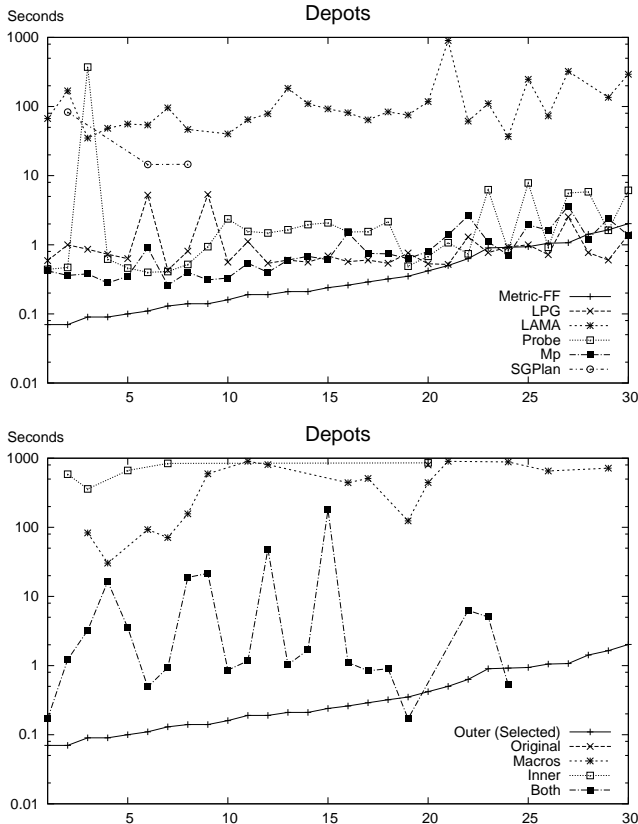 Depots
Seconds
1000
100
10
1
0.1
0.01
5
10
15
20
25
30
Metric-FF
LPG
LAMA
Probe
Mp
SGPlan
Depots
Seconds
1000
100
10
1
0.1
0.01
5
10
15
20
25
30
Outer (Selected)
Original
Macros
Inner
Both